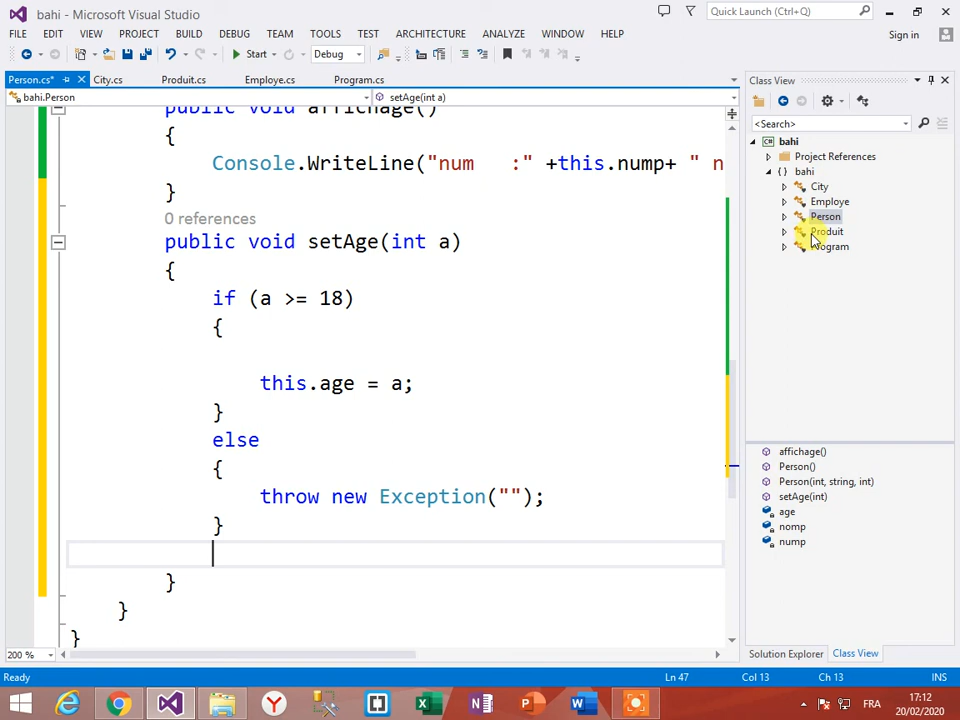 bahi - Microsoft Visual Studio
Quick Launch (Ctrl+Q)
FILE EDIT VIEW PROJECT BUILD DEBUG TEAM TOOLS TEST ARCHITECTURE ANALYZE WINDOW HELP
Sign in
Start Debug
Person.cs* City.cs Produit.cs Employe.cs Program.cs
bahi.Person setAge(int a)
public void affichage()
{
Console.WriteLine("num   :" +this.nump+ " n
}
0 references
public void setAge(int a)
{
if (a >= 18)
{
this.age = a;
}
else
{
throw new Exception("");
}
}
}
}
200 %
Class View
<Search>
bahi
Project References
bahi
City
Employe
Person
Produit
Program
affichage()
Person()
Person(int, string, int)
setAge(int)
age
nomp
nump
Solution Explorer Class View
Ready Ln 47 Col 13 Ch 13 INS
FR 17:12
20/02/2020